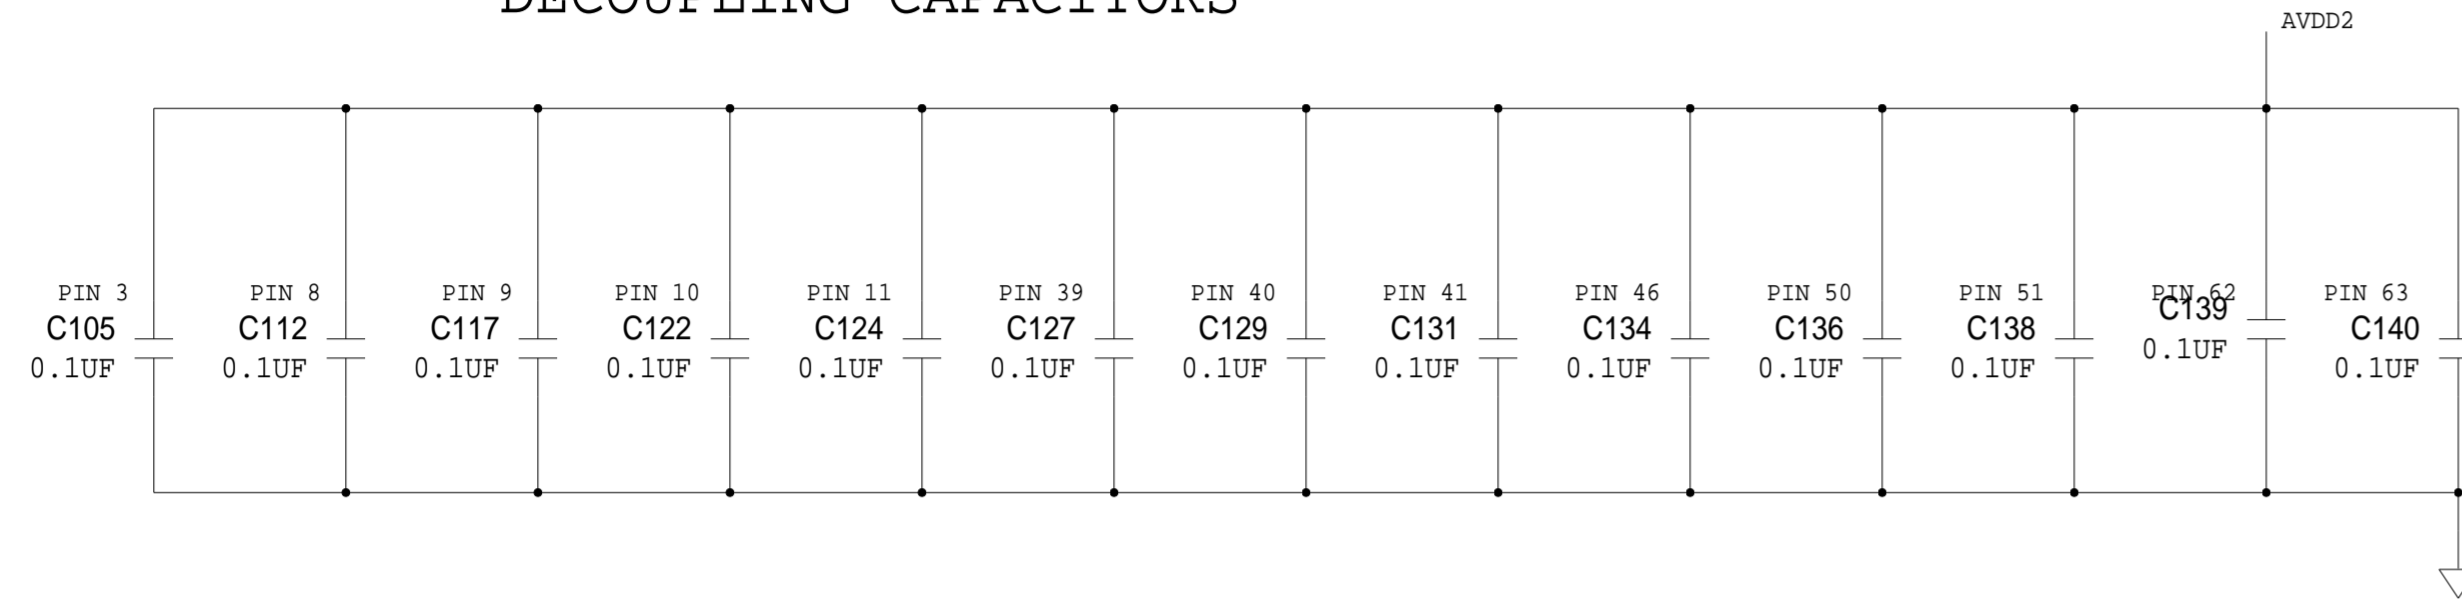 DECOUPLING CAPACITORS
AVDD2
PIN 3
C105
0.1UF
PIN 8
C112
0.1UF
PIN 9
C117
0.1UF
PIN 10
C122
0.1UF
PIN 11
C124
0.1UF
PIN 39
C127
0.1UF
PIN 40
C129
0.1UF
PIN 41
C131
0.1UF
PIN 46
C134
0.1UF
PIN 50
C136
0.1UF
PIN 51
C138
0.1UF
PIN 62
C139
0.1UF
PIN 63
C140
0.1UF